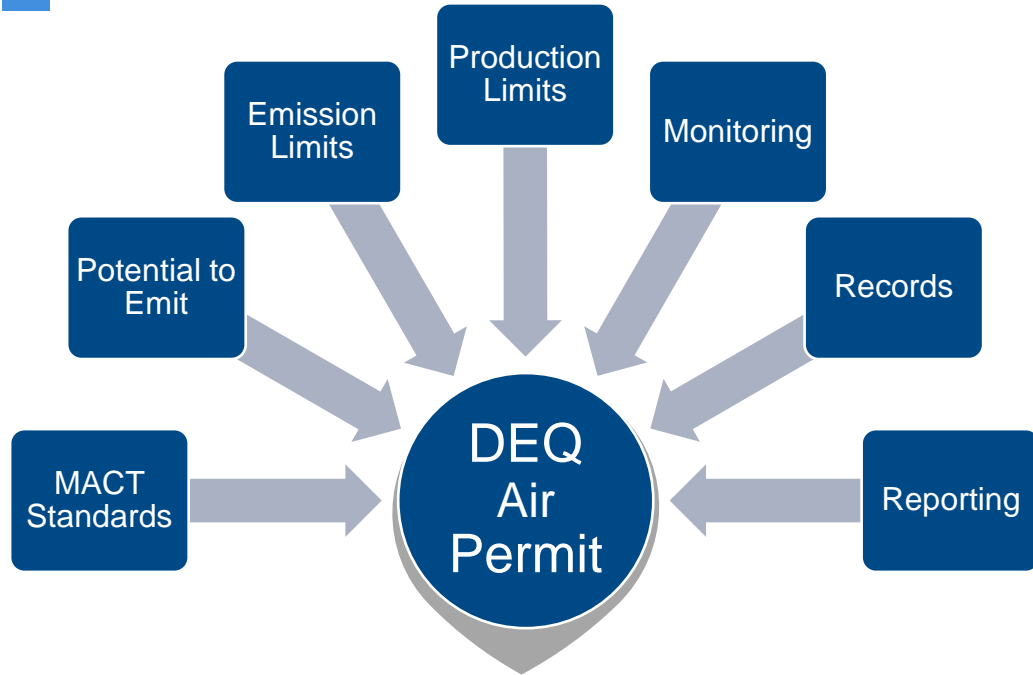 Production
Limits
Emission
Limits
Monitoring
Potential to
Emit
Records
MACT
Standards
DEQ
Air
Permit
Reporting